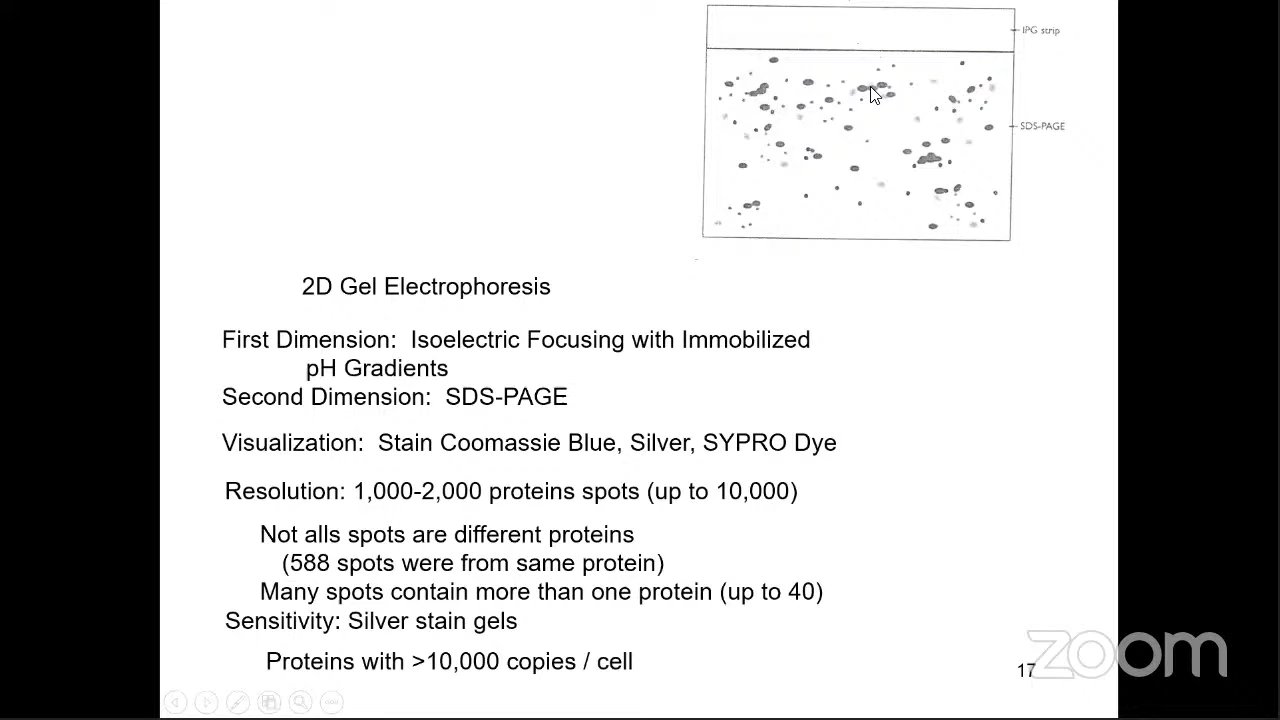 IPG strip
SDS-PAGE
2D Gel Electrophoresis
First Dimension: Isoelectric Focusing with Immobilized
pH Gradients
Second Dimension: SDS-PAGE
Visualization: Stain Coomassie Blue, Silver, SYPRO Dye
Resolution: 1,000-2,000 proteins spots (up to 10,000)
Not alls spots are different proteins
(588 spots were from same protein)
Many spots contain more than one protein (up to 40)
Sensitivity: Silver stain gels
Proteins with >10,000 copies / cell
17
zoom